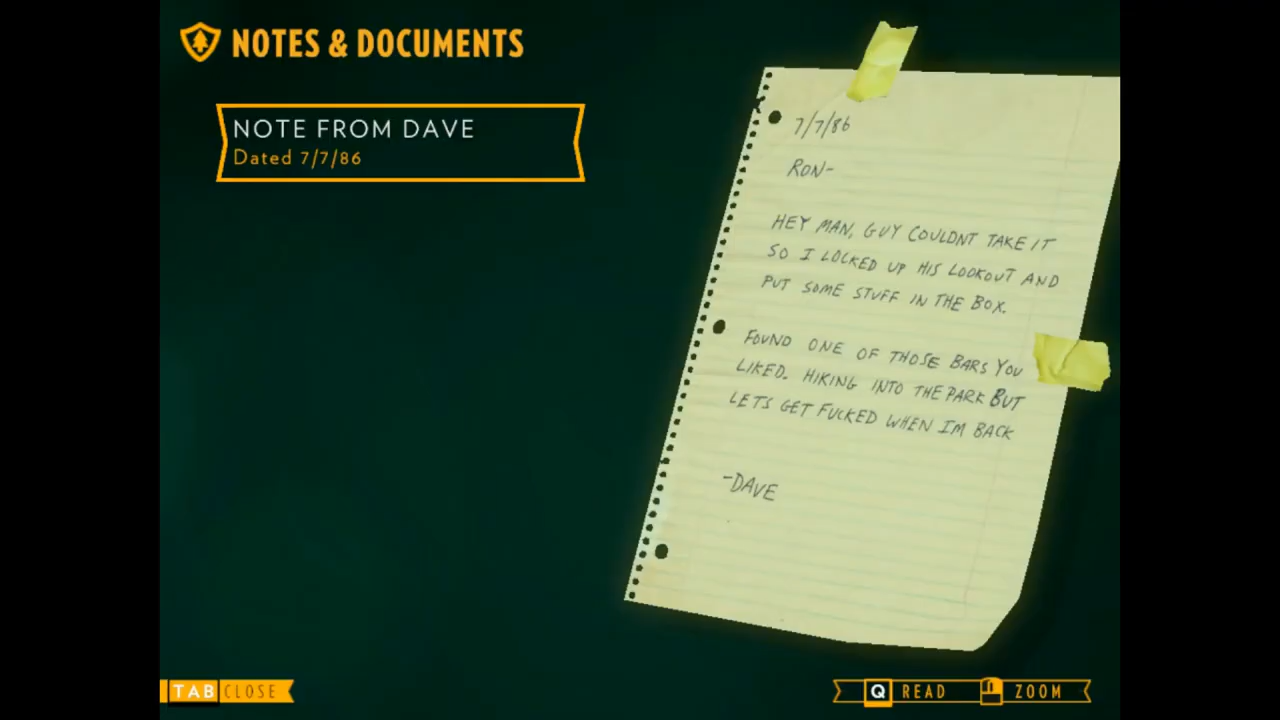 NOTES & DOCUMENTS
NOTE FROM DAVE
Dated 7/7/86
7/7/86
RON-
HEY MAN, GUY COULDNT TAKE IT
SO I LOCKED UP HIS LOOKOUT AND
PUT SOME STUFF IN THE BOX.
FOUND ONE OF THOSE BARS YOU
LIKED. HIKING INTO THE PARK BUT
LETS GET FUCKED WHEN IM BACK
-DAVE
TAB CLOSE
Q READ ZOOM